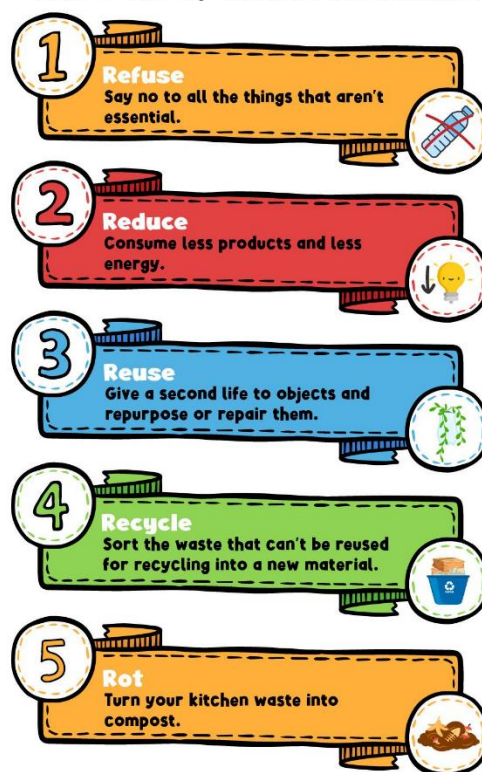 1
Refuse
Say no to all the things that aren't
essential.
2
Reduce
Consume less products and less
energy.
3
Reuse
Give a second life to objects and
repurpose or repair them.
4
Recycle
Sort the waste that can't be reused
for recycling into a new material.
5
Rot
Turn your kitchen waste into
compost.